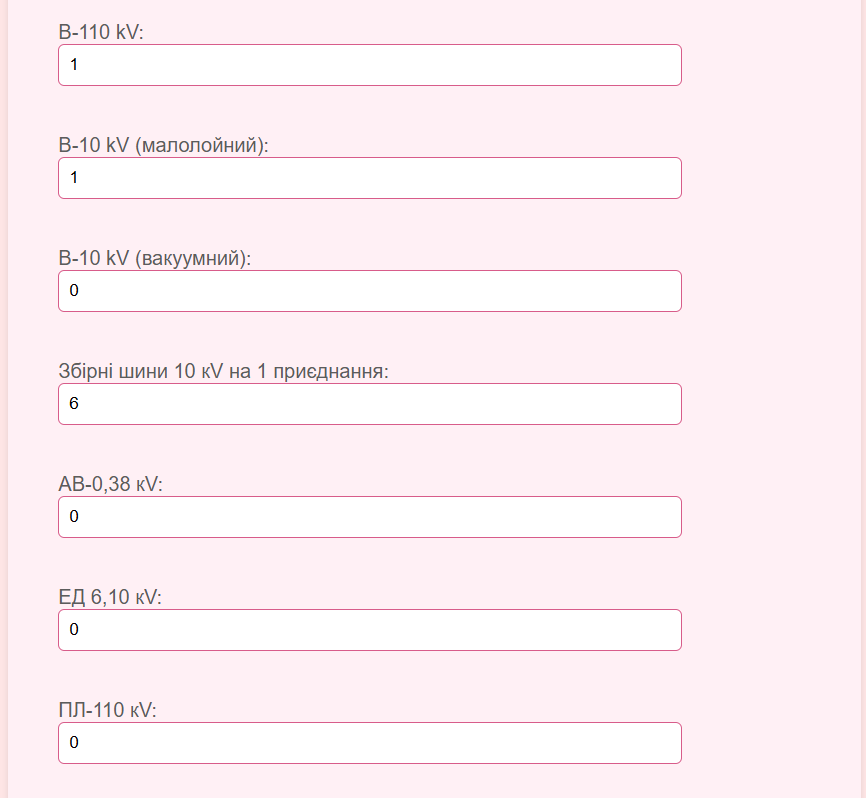 В-110 kV:
1
В-10 kV (малолойний):
1
В-10 kV (вакуумний):
0
Збірні шини 10 кV на 1 приєднання:
6
АВ-0,38 кV:
0
ЕД 6,10 кV:
0
ПЛ-110 кV:
0